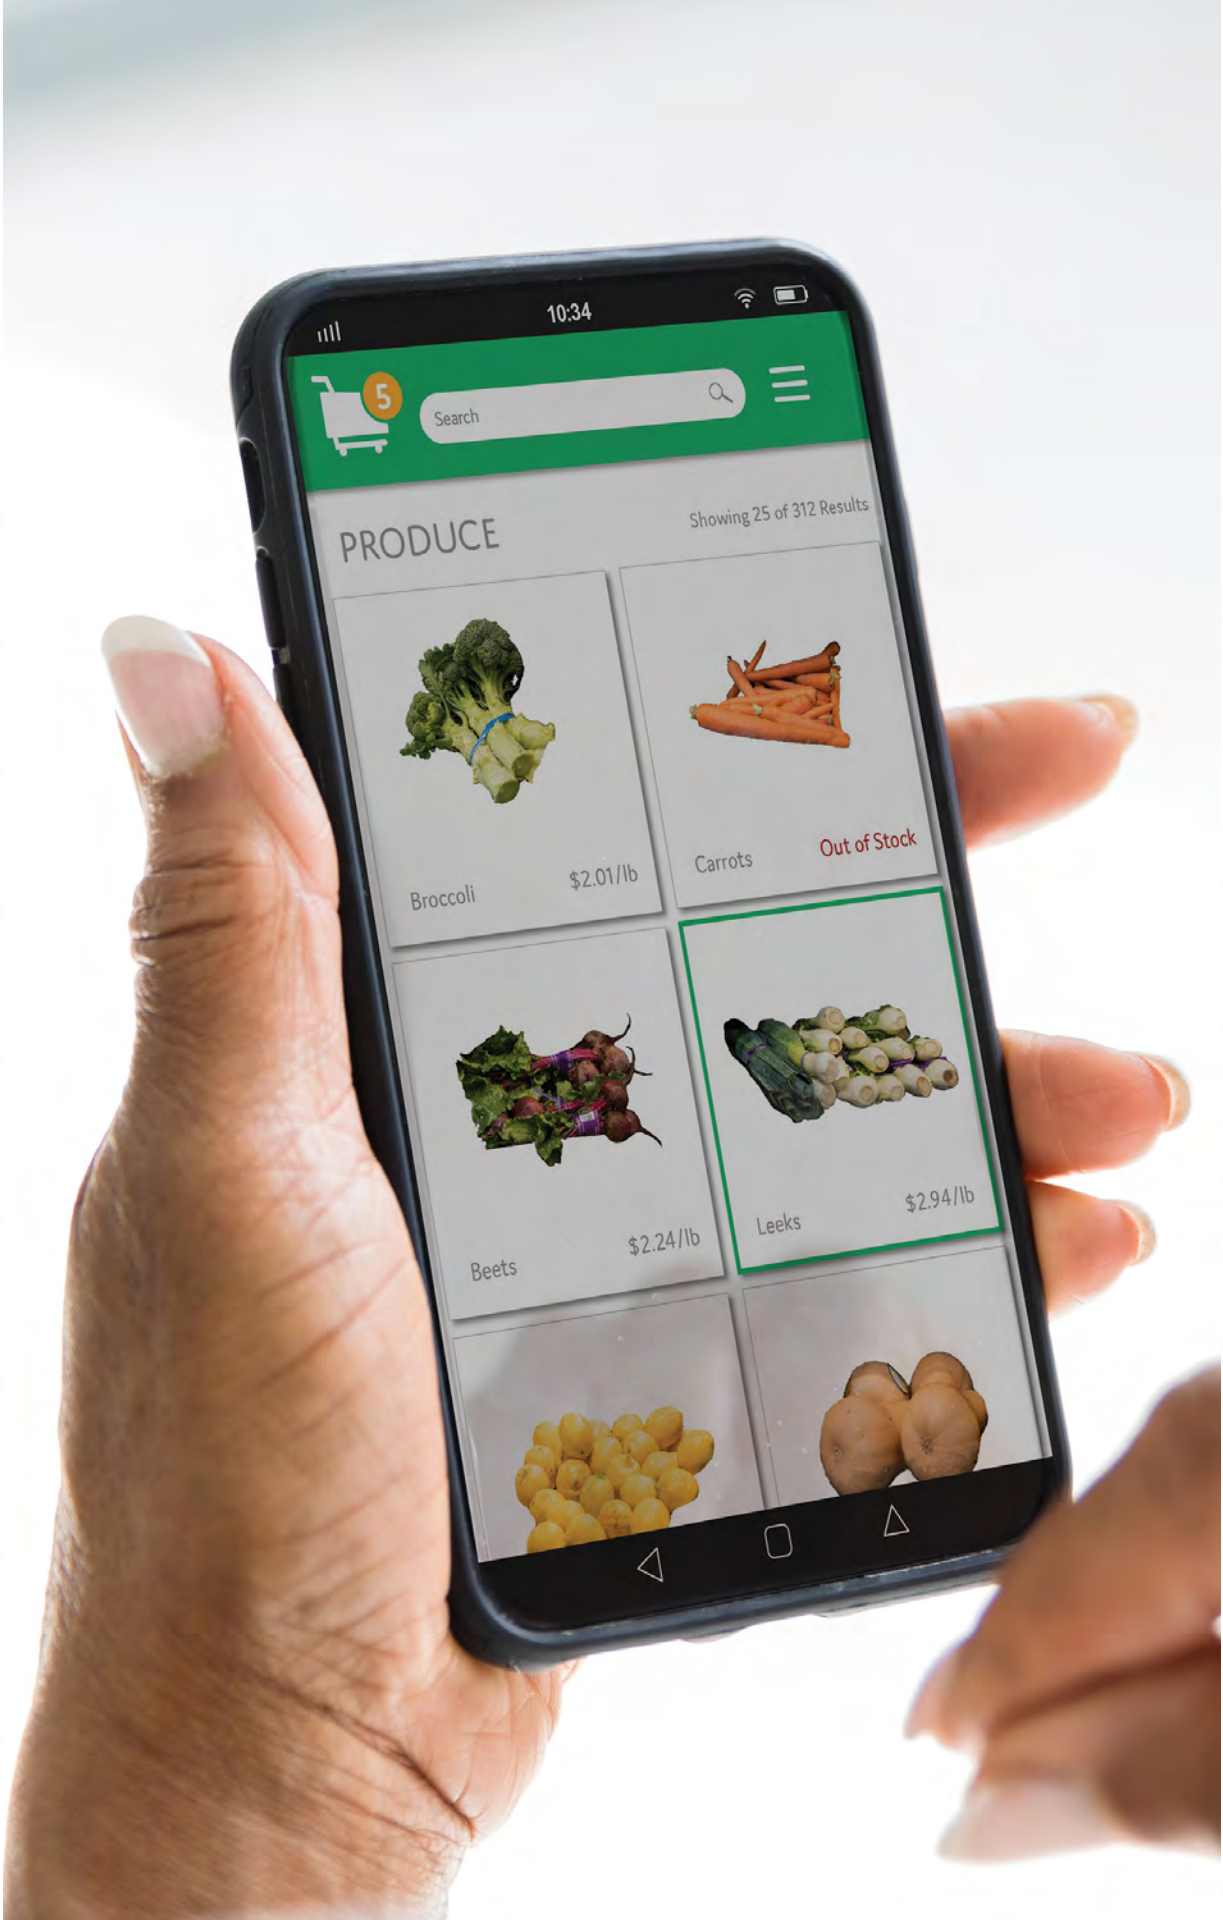 10:34
5
Search
PRODUCE
Showing 25 of 312 Results
Broccoli
$2.01/lb
Carrots
Out of Stock
Beets
$2.24/lb
Leeks
$2.94/lb